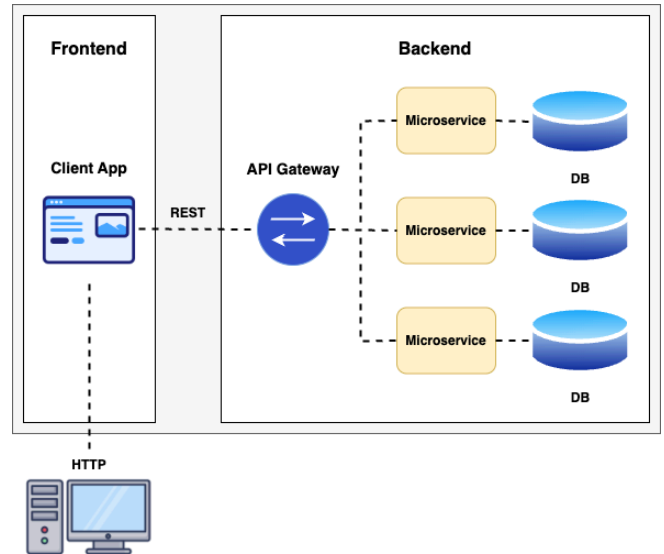 Frontend
Backend
Client App
API Gateway
REST
Microservice
DB
Microservice
DB
Microservice
DB
HTTP